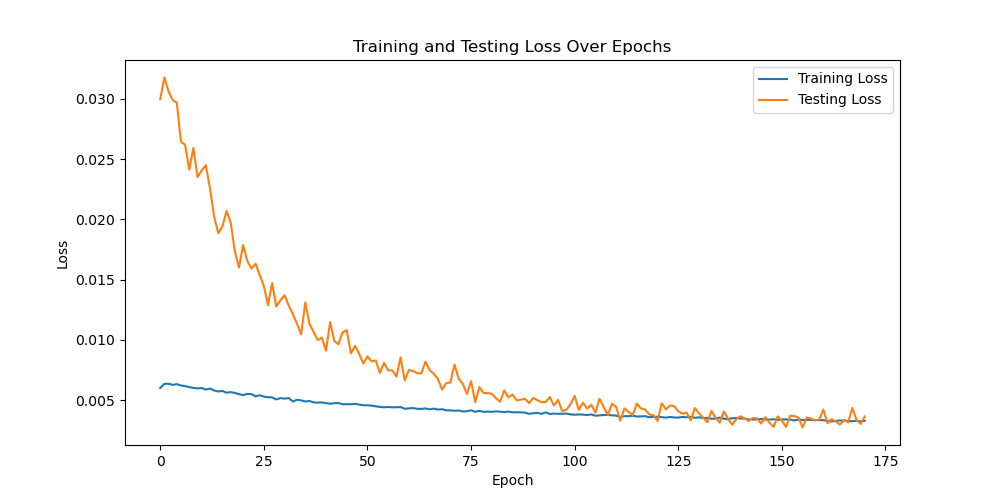 Training and Testing Loss Over Epochs
Training Loss
Testing Loss
0.030
0.025
0.020
0.015
0.010
0.005
Loss
0 25 50 75 100 125 150 175
Epoch